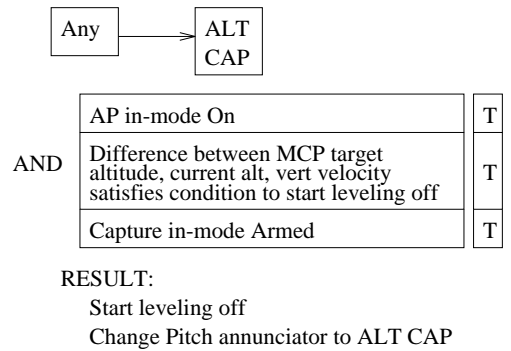 Any
ALT
CAP
AP in-mode On
T
AND
Difference between MCP target
altitude, current alt, vert velocity
satisfies condition to start leveling off
T
Capture in-mode Armed
T
RESULT:
Start leveling off
Change Pitch annunciator to ALT CAP